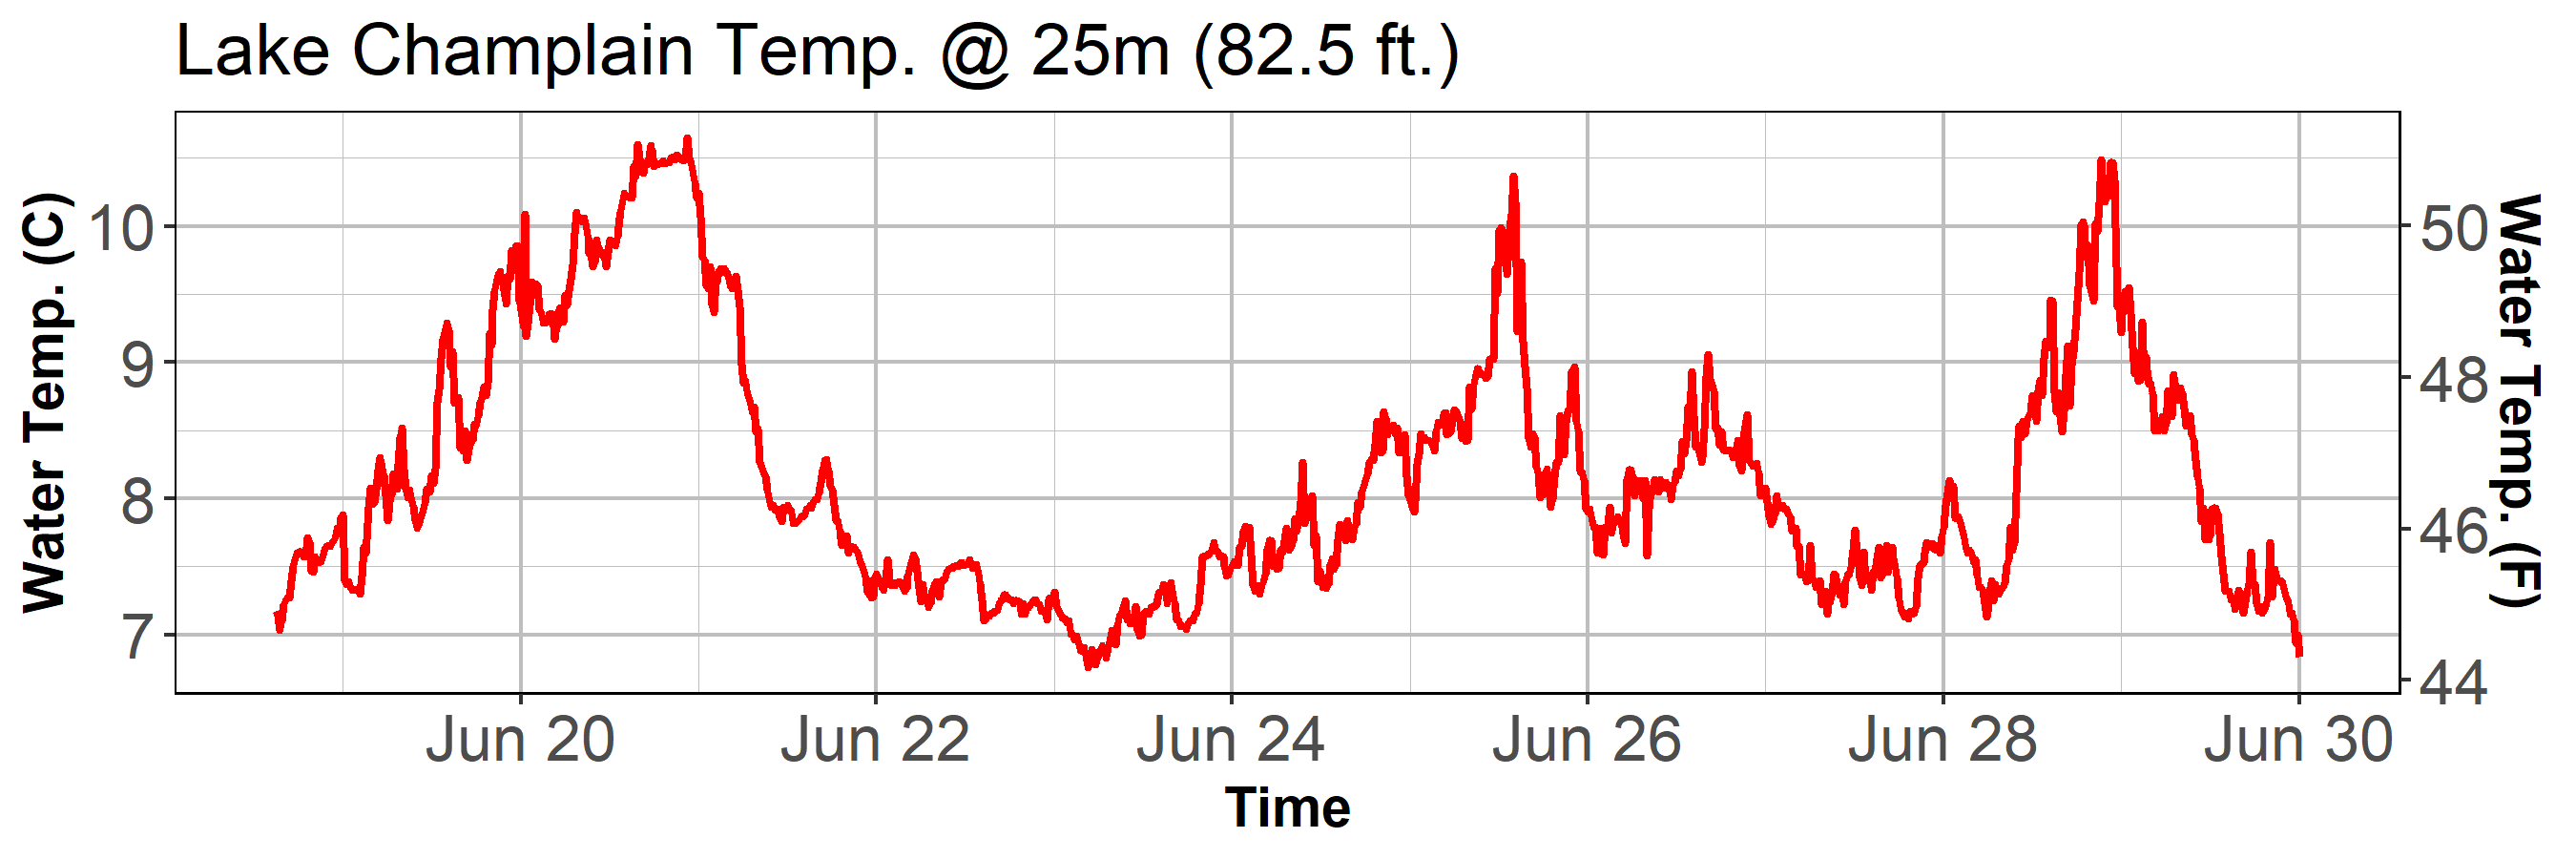 Lake Champlain Temp. @ 25m (82.5 ft.)
Water Temp. (C)
10
9
8
7
Water Temp. (F)
50
48
46
44
Jun 20 Jun 22 Jun 24 Jun 26 Jun 28 Jun 30
Time